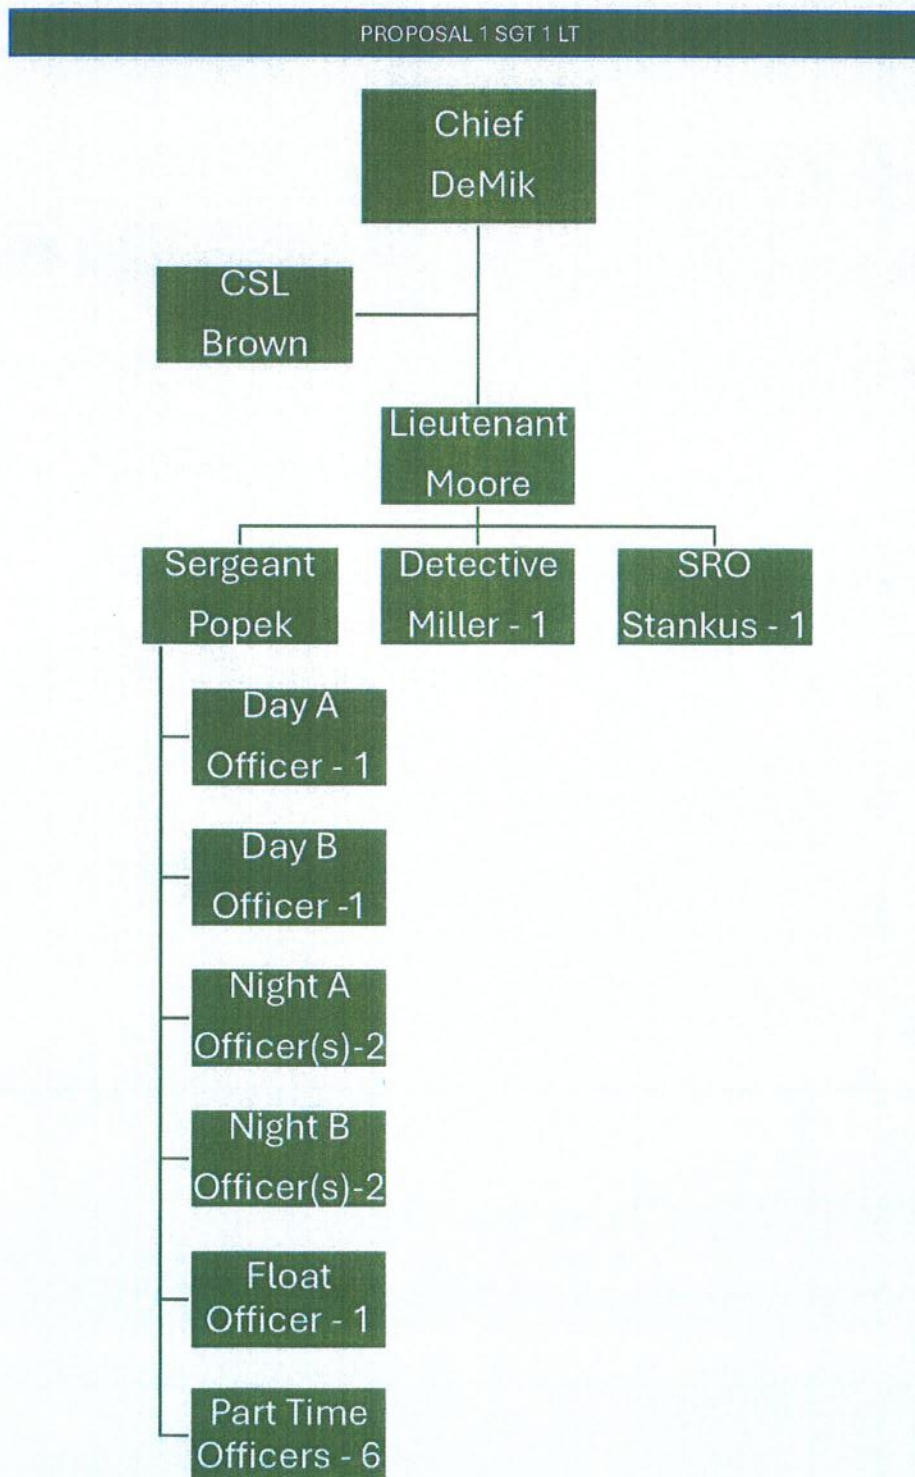 PROPOSAL 1 SGT 1 LT
Chief
DeMik
CSL
Brown
Lieutenant
Moore
Sergeant
Popek
Detective
Miller - 1
SRO
Stankus - 1
Day A
Officer - 1
Day B
Officer -1
Night A
Officer(s)-2
Night B
Officer(s)-2
Float
Officer - 1
Part Time
Officers - 6